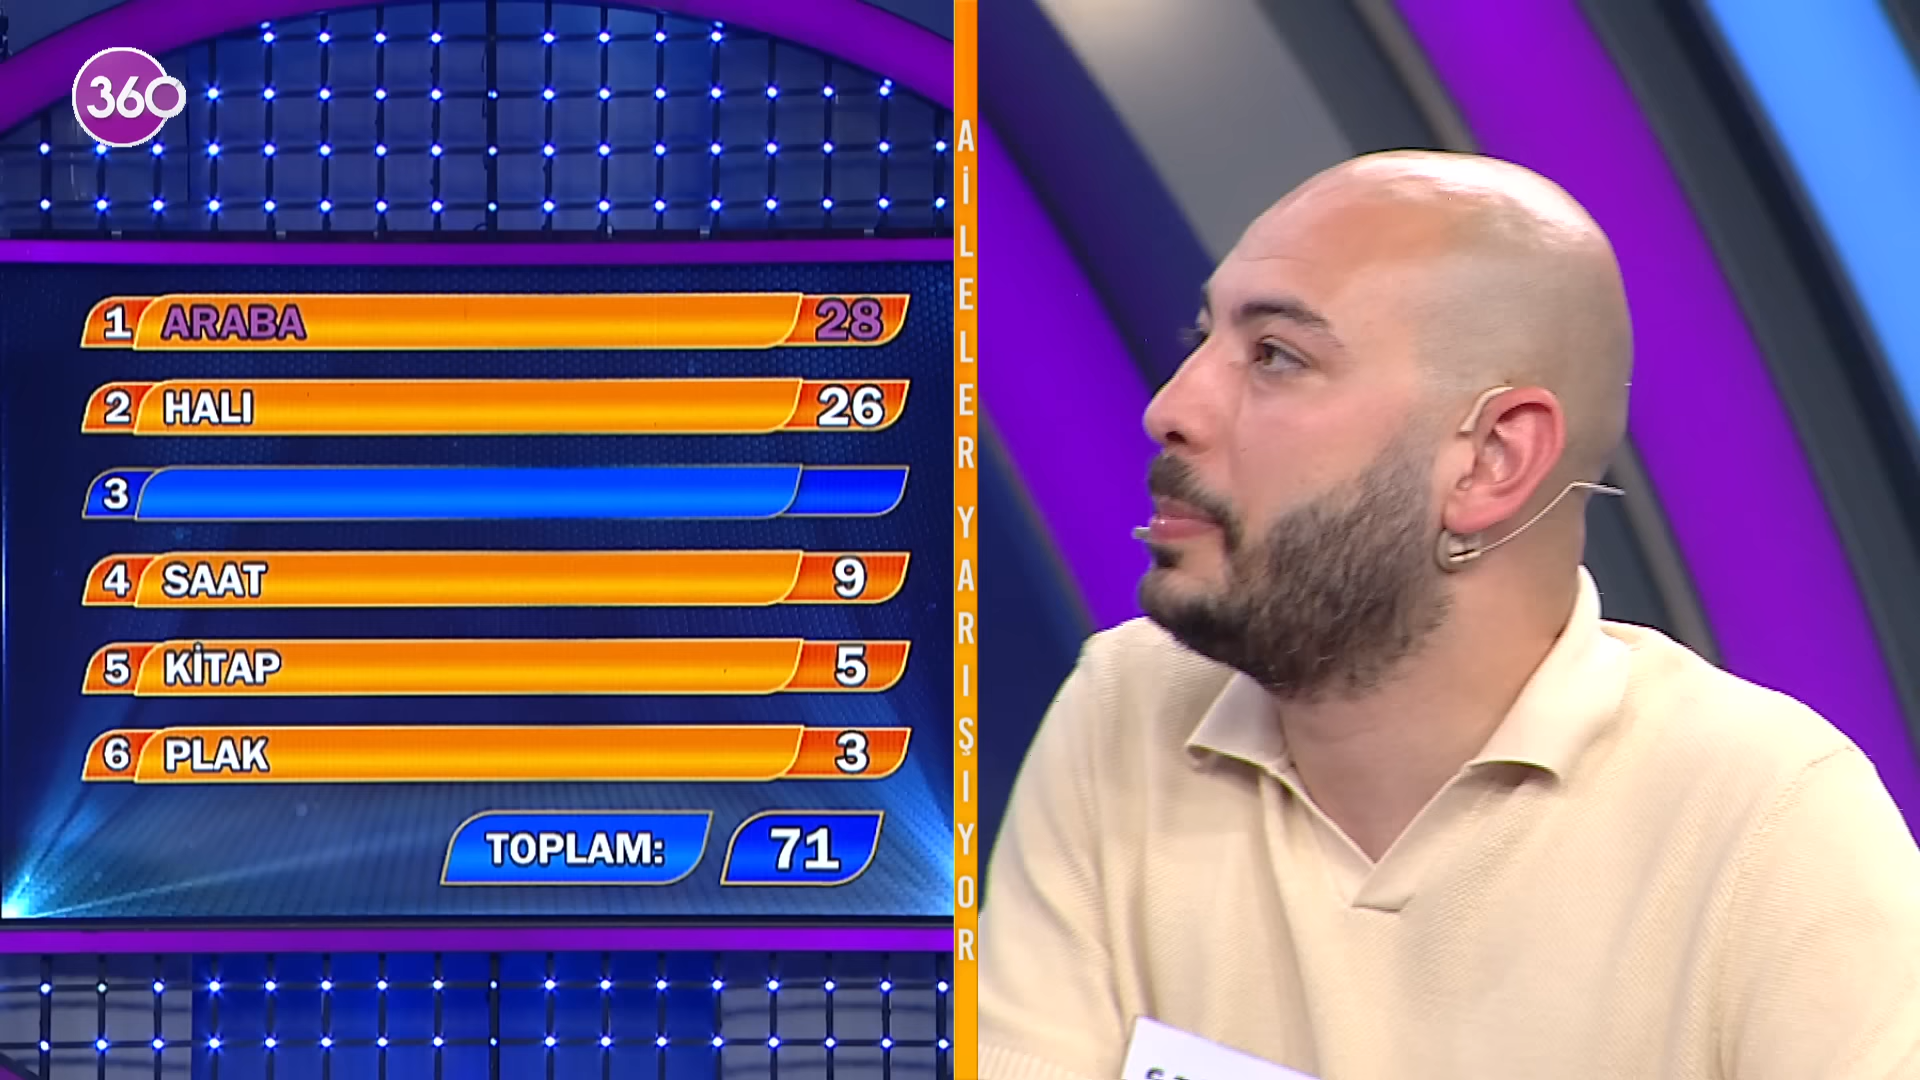 360
1 ARABA 28
2 HALI 26
3
4 SAAT 9
5 KİTAP 5
6 PLAK 3
TOPLAM: 71
AİLELER YARIŞIYOR